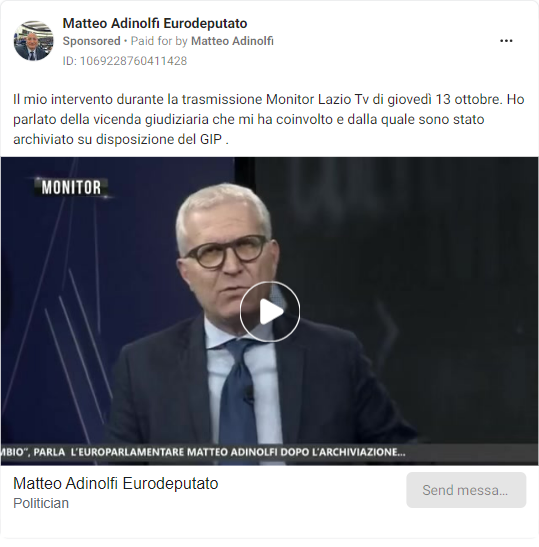 Matteo Adinolfi Eurodeputato
Sponsored • Paid for by Matteo Adinolfi
ID: 1069228760411428
Il mio intervento durante la trasmissione Monitor Lazio Tv di giovedì 13 ottobre. Ho
parlato della vicenda giudiziaria che mi ha coinvolto e dalla quale sono stato
archiviato su disposizione del GIP .
MONITOR
MBIO", PARLA L'EUROPARLAMENTARE MATTEO ADINOLFI DOPO L'ARCHIVIAZIONE...
Matteo Adinolfi Eurodeputato
Politician
Send messa...